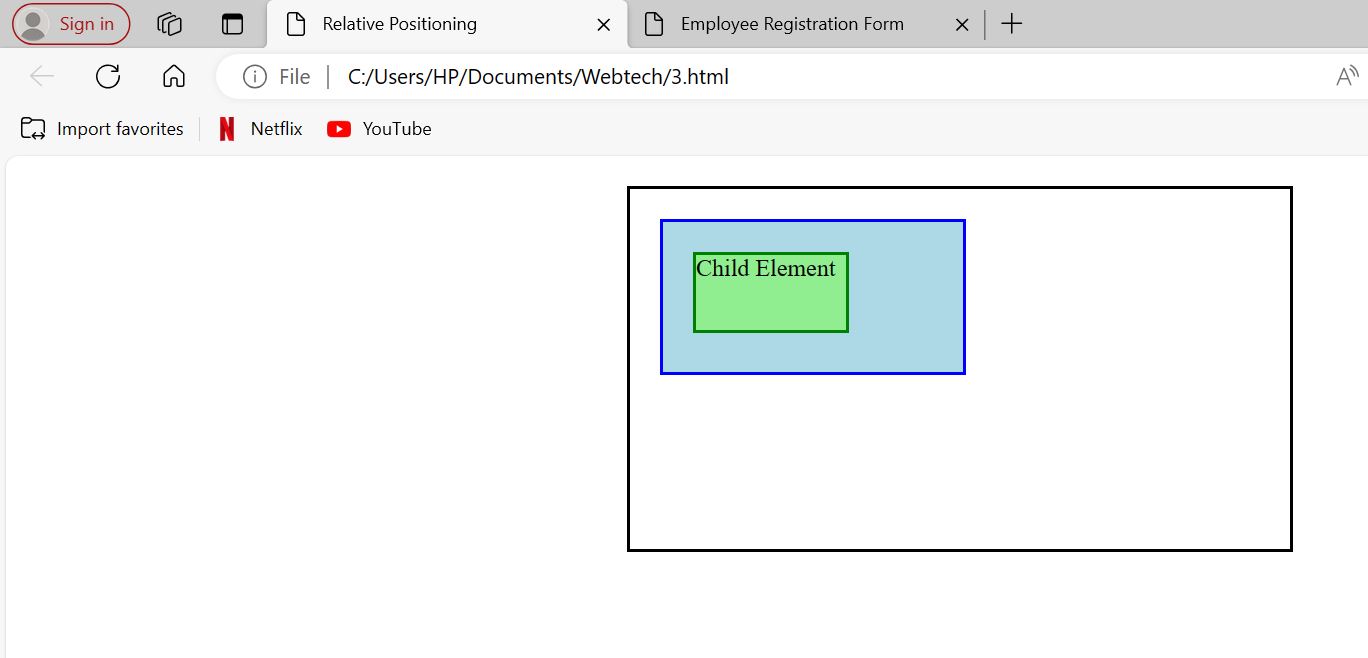 Sign in
Relative Positioning
Employee Registration Form
File
C:/Users/HP/Documents/Webtech/3.html
Import favorites
Netflix
YouTube
Child Element